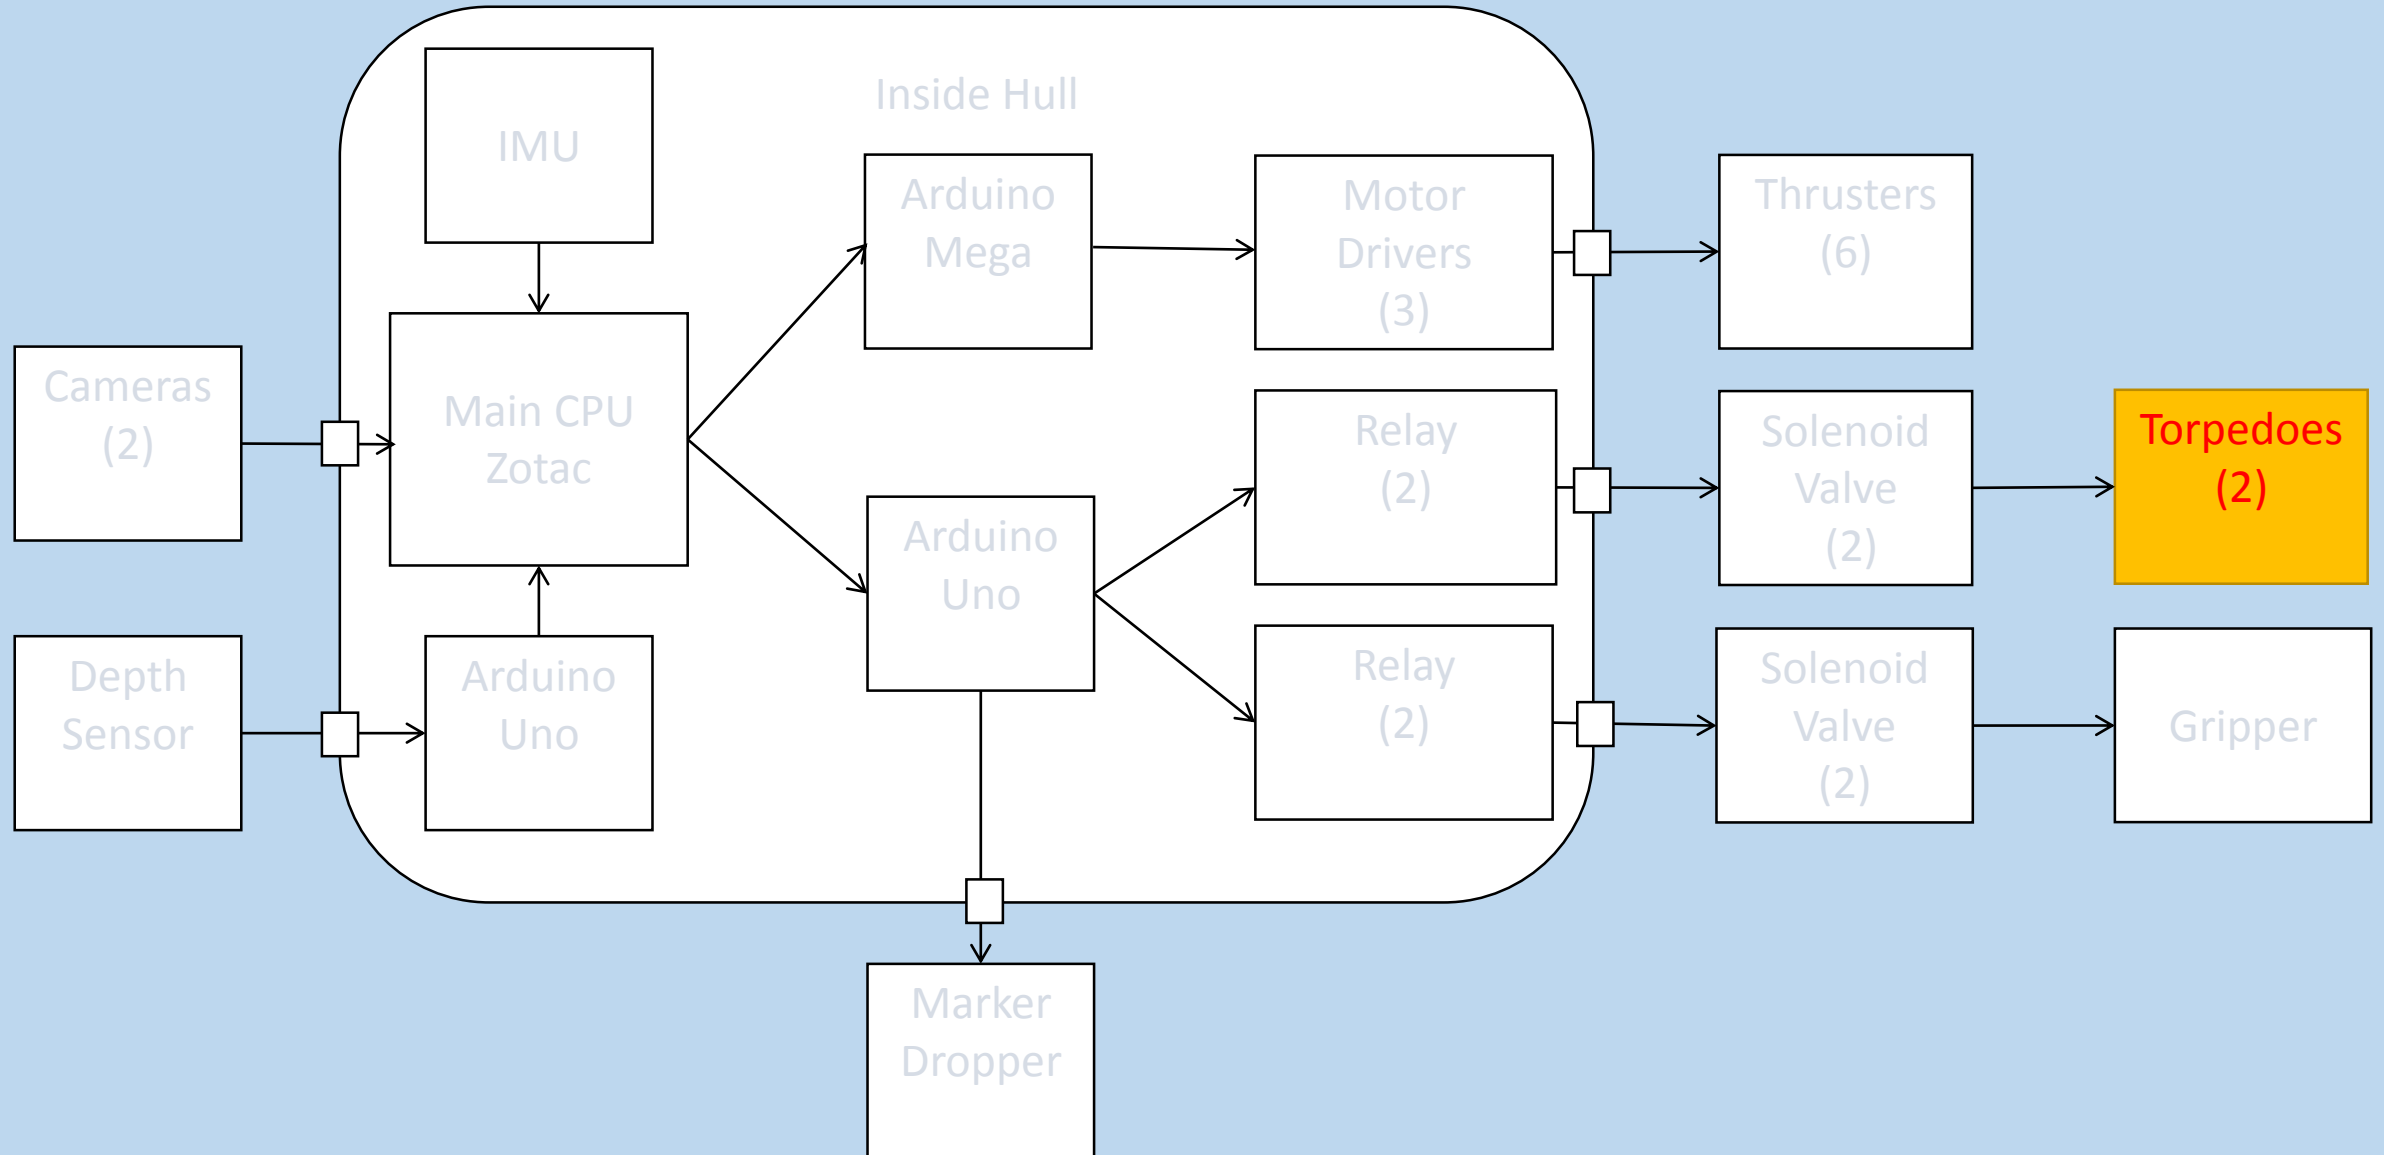 Inside Hull
IMU
Arduino
Mega
Motor
Drivers
(3)
Thrusters
(6)
Cameras
(2)
Main CPU
Zotac
Relay
(2)
Solenoid
Valve
(2)
Torpedoes
(2)
Arduino
Uno
Depth
Sensor
Arduino
Uno
Relay
(2)
Solenoid
Valve
(2)
Gripper
Marker
Dropper